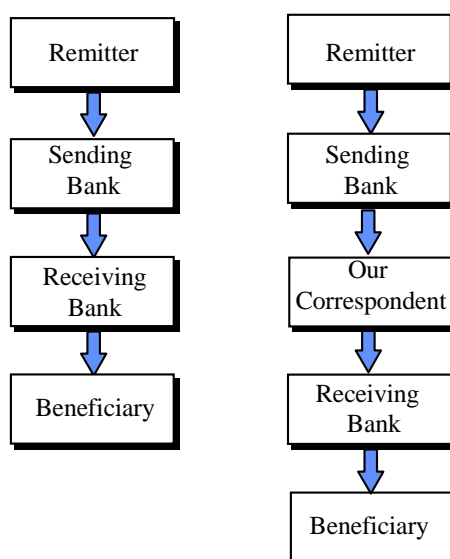 Remitter
Sending
Bank
Receiving
Bank
Beneficiary
Remitter
Sending
Bank
Our
Correspondent
Receiving
Bank
Beneficiary